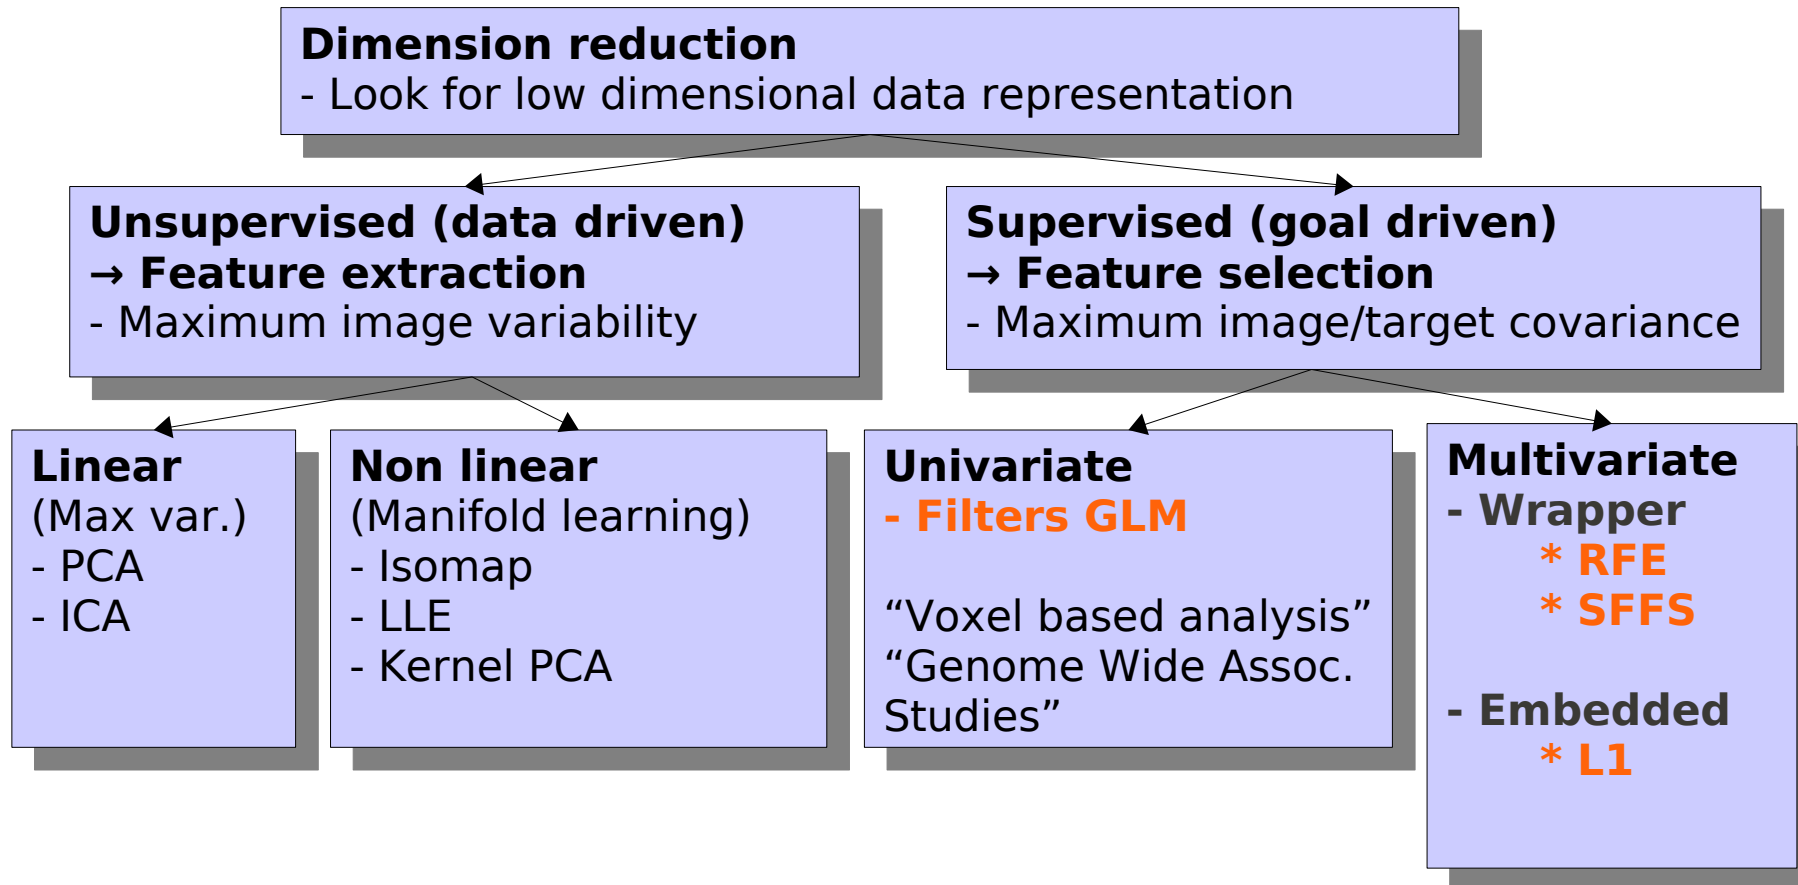 Dimension reduction
- Look for low dimensional data representation
Unsupervised (data driven)
→ Feature extraction
- Maximum image variability
Supervised (goal driven)
→ Feature selection
- Maximum image/target covariance
Linear
(Max var.)
- PCA
- ICA
Non linear
(Manifold learning)
- Isomap
- LLE
- Kernel PCA
Univariate
- Filters GLM
“Voxel based analysis”
“Genome Wide Assoc.
Studies”
Multivariate
- Wrapper
* RFE
* SFFS
- Embedded
* L1